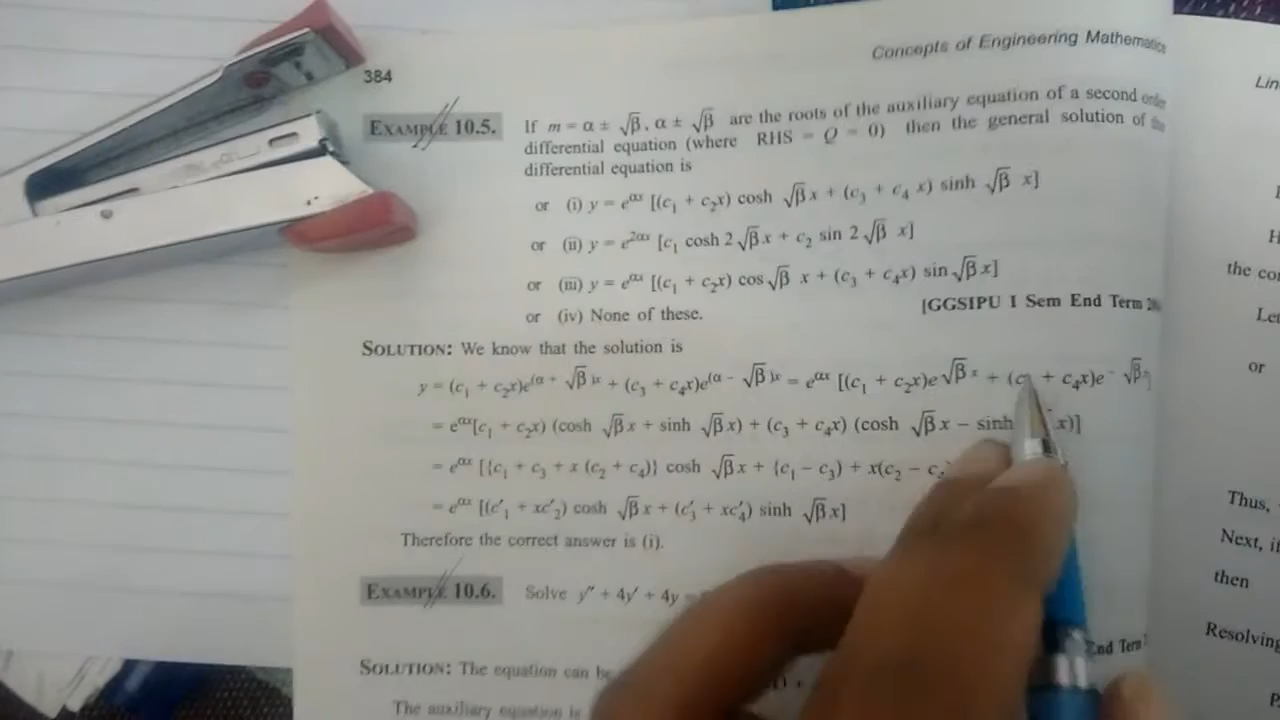 Concepts of Engineering
384
EXAMPLE 10.5. If m = α ± √β, α ± √β are the roots of the auxiliary equation of a second
differential equation (where RHS = Q = 0) then the general solution of
differential equation is
or (i) y = e^{αx} [(c₁ + c₂x) cosh √β x + (c₃ + c₄ x) sinh √β x]
or (ii) y = e^{2αx} [c₁ cosh 2√β x + c₂ sin 2√β x]
or (iii) y = e^{αx} [(c₁ + c₂x) cos √β x + (c₃ + c₄x) sin √β x]
or (iv) None of these.
[GGSIPU I Sem End Term
SOLUTION: We know that the solution is
y = (c₁ + c₂x)e^{(α + √β)x} + (c₃ + c₄x)e^{(α − √β)x} = e^{αx} [(c₁ + c₂x)e^{√β x} + (c + c₄x)e^{− √β x}]
= e^{αx}[c₁ + c₂x) (cosh √β x + sinh √β x) + (c₃ + c₄x) (cosh √β x − sinh x)]
= e^{αx} [{c₁ + c₃ + x (c₂ + c₄)} cosh √β x + {c₁ − c₃) + x(c₂ − c
= e^{αx} [(c′₁ + xc′₂) cosh √β x + (c′₃ + xc′₄) sinh √β x]
Therefore the correct answer is (i).
EXAMPLE 10.6. Solve y″ + 4y′ + 4y
End Term
SOLUTION: The equation can be
The auxiliary equation is
Lin
the
Let
or
Thus,
Next, if
then
Resolving